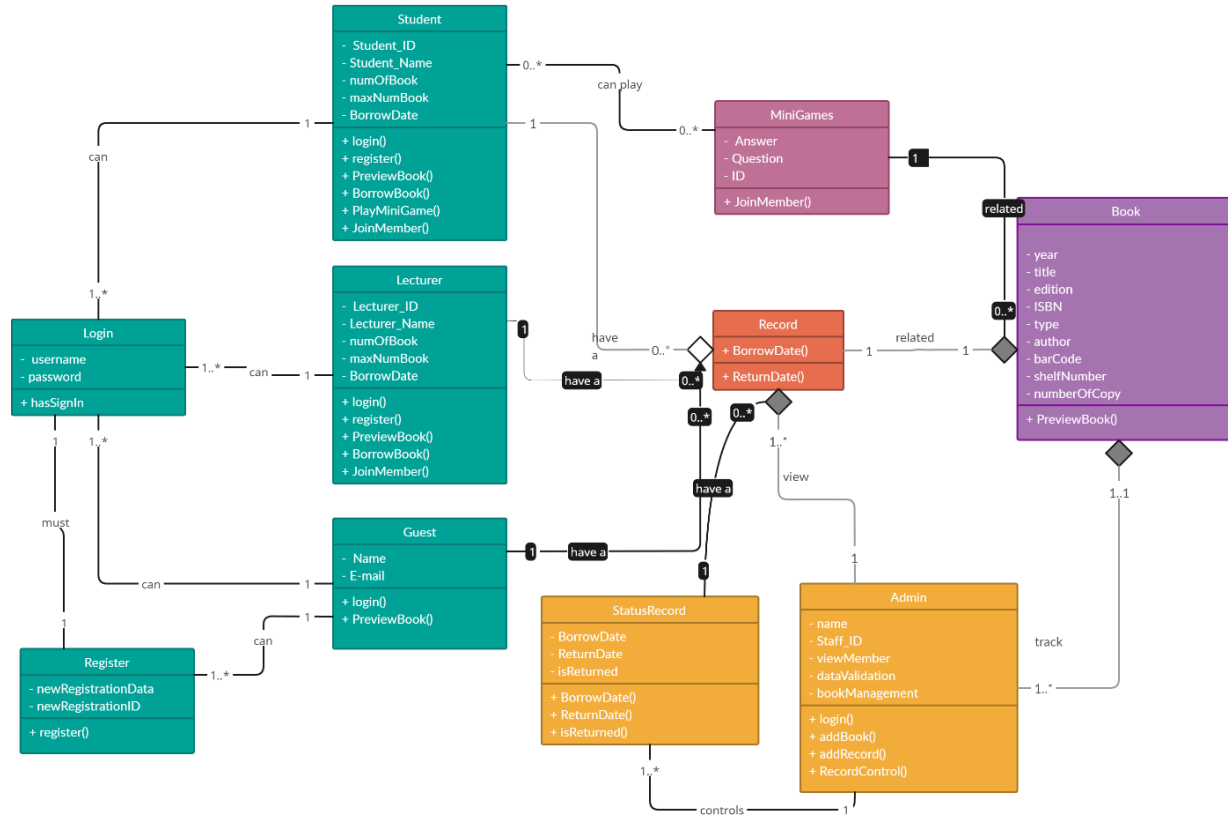 Student
- Student_ID
- Student_Name
- numOfBook
- maxNumBook
- BorrowDate
+ login()
+ register()
+ PreviewBook()
+ BorrowBook()
+ PlayMiniGame()
+ JoinMember()
0..*
can play
0..*
MiniGames
- Answer
- Question
- ID
+ JoinMember()
1
related
0..*
Book
- year
- title
- edition
- ISBN
- type
- author
- barCode
- shelfNumber
- numberOfCopy
+ PreviewBook()
1
can
1..*
1
have
a
0..*
Lecturer
- Lecturer_ID
- Lecturer_Name
- numOfBook
- maxNumBook
- BorrowDate
+ login()
+ register()
+ PreviewBook()
+ BorrowBook()
+ JoinMember()
1
have a
0..*
Record
+ BorrowDate()
+ ReturnDate()
1
related
1
Login
- username
- password
+ hasSignIn
1..*
can
1
1
must
1
1..*
can
1
Guest
- Name
- E-mail
+ login()
+ PreviewBook()
1
have a
0..*
0..*
have a
1
1..*
view
1
1..1
track
1..*
Register
- newRegistrationData
- newRegistrationID
+ register()
1..*
can
1
StatusRecord
- BorrowDate
- ReturnDate
- isReturned
+ BorrowDate()
+ ReturnDate()
+ isReturned()
Admin
- name
- Staff_ID
- viewMember
- dataValidation
- bookManagement
+ login()
+ addBook()
+ addRecord()
+ RecordControl()
1..*
controls
1